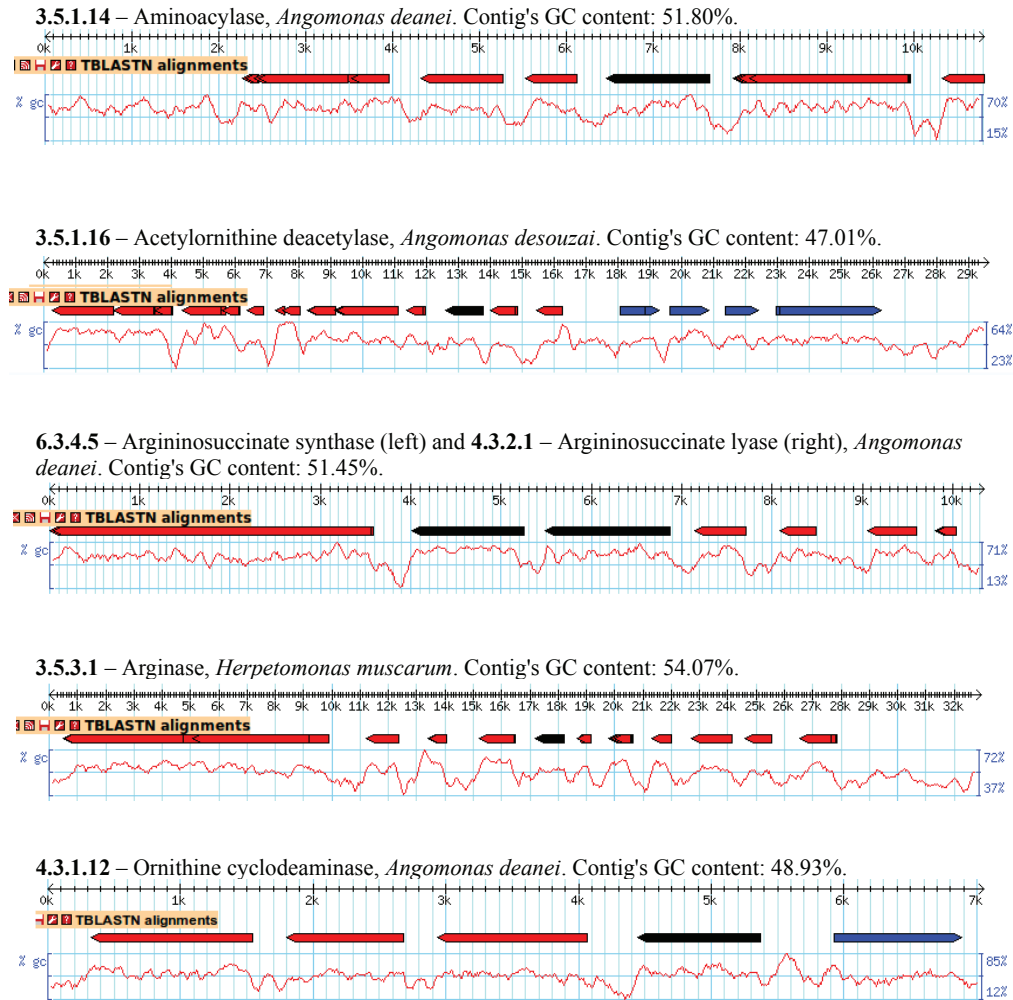 3.5.1.14 – Aminoacylase, Angomonas deanei. Contig's GC content: 51.80%.
0k 1k 2k 3k 4k 5k 6k 7k 8k 9k 10k
TBLASTN alignments
% gc 70%
15%
3.5.1.16 – Acetylornithine deacetylase, Angomonas desouzai. Contig's GC content: 47.01%.
0k 1k 2k 3k 4k 5k 6k 7k 8k 9k 10k 11k 12k 13k 14k 15k 16k 17k 18k 19k 20k 21k 22k 23k 24k 25k 26k 27k 28k 29k
TBLASTN alignments
% gc 64%
23%
6.3.4.5 – Argininosuccinate synthase (left) and 4.3.2.1 – Argininosuccinate lyase (right), Angomonas
deanei. Contig's GC content: 51.45%.
0k 1k 2k 3k 4k 5k 6k 7k 8k 9k 10k
TBLASTN alignments
% gc 71%
13%
3.5.3.1 – Arginase, Herpetomonas muscarum. Contig's GC content: 54.07%.
0k 1k 2k 3k 4k 5k 6k 7k 8k 9k 10k 11k 12k 13k 14k 15k 16k 17k 18k 19k 20k 21k 22k 23k 24k 25k 26k 27k 28k 29k 30k 31k 32k
TBLASTN alignments
% gc 72%
37%
4.3.1.12 – Ornithine cyclodeaminase, Angomonas deanei. Contig's GC content: 48.93%.
0k 1k 2k 3k 4k 5k 6k 7k
TBLASTN alignments
% gc 85%
12%